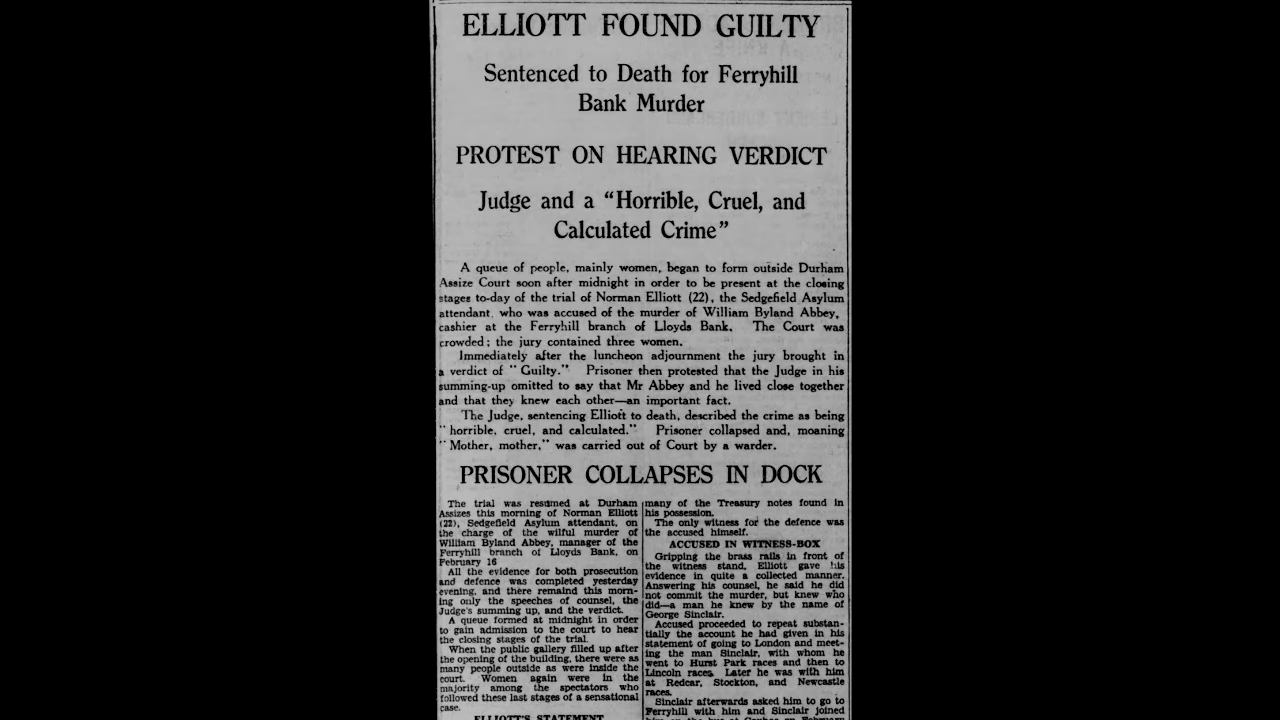 ELLIOTT FOUND GUILTY
Sentenced to Death for Ferryhill
Bank Murder
PROTEST ON HEARING VERDICT
Judge and a “Horrible, Cruel, and
Calculated Crime”
A queue of people, mainly women, began to form outside Durham
Assize Court soon after midnight in order to be present at the closing
stages to-day of the trial of Norman Elliott (22), the Sedgefield Asylum
attendant, who was accused of the murder of William Byland Abbey,
cashier at the Ferryhill branch of Lloyds Bank. The Court was
crowded; the jury contained three women.
Immediately after the luncheon adjournment the jury brought in
a verdict of “Guilty.” Prisoner then protested that the Judge in his
summing-up omitted to say that Mr Abbey and he lived close together
and that they knew each other—an important fact.
The Judge, sentencing Elliott to death, described the crime as being
“horrible, cruel, and calculated.” Prisoner collapsed and, moaning
“Mother, mother,” was carried out of Court by a warder.
PRISONER COLLAPSES IN DOCK
The trial was resumed at Durham
Assizes this morning of Norman Elliott
(22), Sedgefield Asylum attendant, on
the charge of the wilful murder of
William Byland Abbey, manager of the
Ferryhill branch of Lloyds Bank, on
February 16
All the evidence for both prosecution
and defence was completed yesterday
evening, and there remaind this morn-
ing only the speeches of counsel, the
Judge's summing up, and the verdict.
A queue formed at midnight in order
to gain admission to the court to hear
the closing stages of the trial.
When the public gallery filled up after
the opening of the building, there were as
many people outside as were inside the
court. Women again were in the
majority among the spectators who
followed these last stages of a sensational
case.
ELLIOTT'S STATEMENT
many of the Treasury notes found in
his possession.
The only witness for the defence was
the accused himself.
ACCUSED IN WITNESS-BOX
Gripping the brass rails in front of
the witness stand, Elliott gave his
evidence in quite a collected manner.
Answering his counsel, he said he did
not commit the murder, but knew who
did—a man he knew by the name of
George Sinclair.
Accused proceeded to repeat substan-
tially the account he had given in his
statement of going to London and meet-
ing the man Sinclair, with whom he
went to Hurst Park races and then to
Lincoln races. Later he was with him
at Redcar, Stockton, and Newcastle
races.
Sinclair afterwards asked him to go to
Ferryhill with him and Sinclair joined